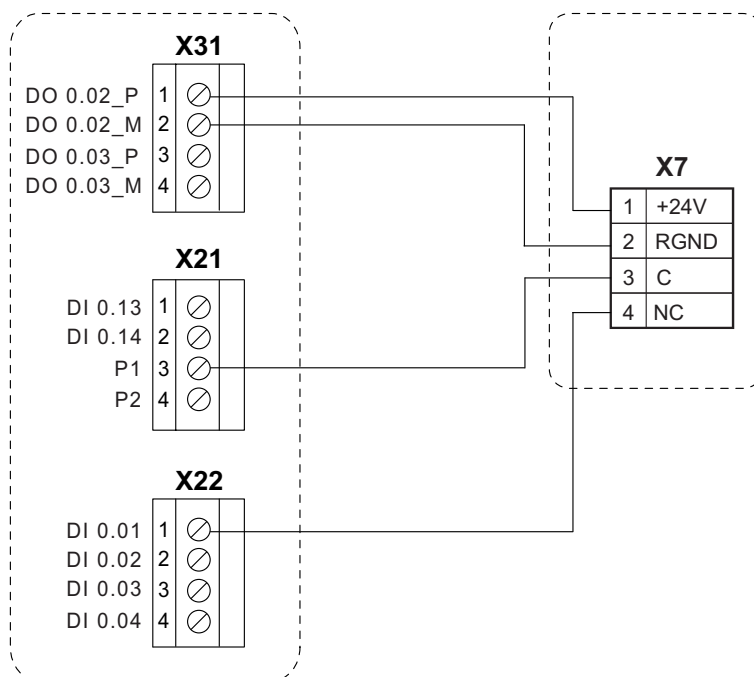 X31
DO 0.02_P 1
DO 0.02_M 2
DO 0.03_P 3
DO 0.03_M 4
X21
DI 0.13 1
DI 0.14 2
P1 3
P2 4
X22
DI 0.01 1
DI 0.02 2
DI 0.03 3
DI 0.04 4
X7
1 +24V
2 RGND
3 C
4 NC